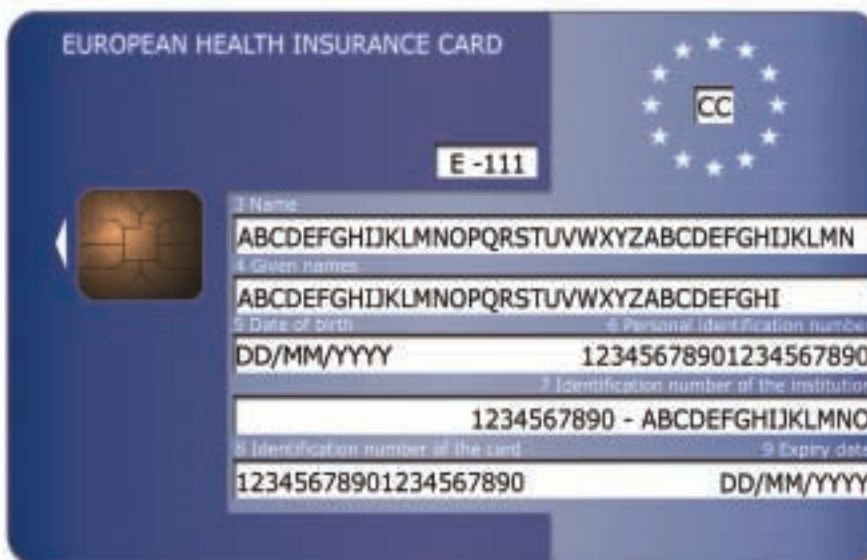 EUROPEAN HEALTH INSURANCE CARD
CC
E -111
3 Name
ABCDEFGHIJKLMNOPQRSTUVWXYZABCDEFGHIJKLMN
4 Given names
ABCDEFGHIJKLMNOPQRSTUVWXYZABCDEFGHI
5 Date of birth 6 Personal identification number
DD/MM/YYYY 12345678901234567890
7 Identification number of the institution
1234567890 - ABCDEFGHIJKLMNO
8 Identification number of the card 9 Expiry date
12345678901234567890 DD/MM/YYYY